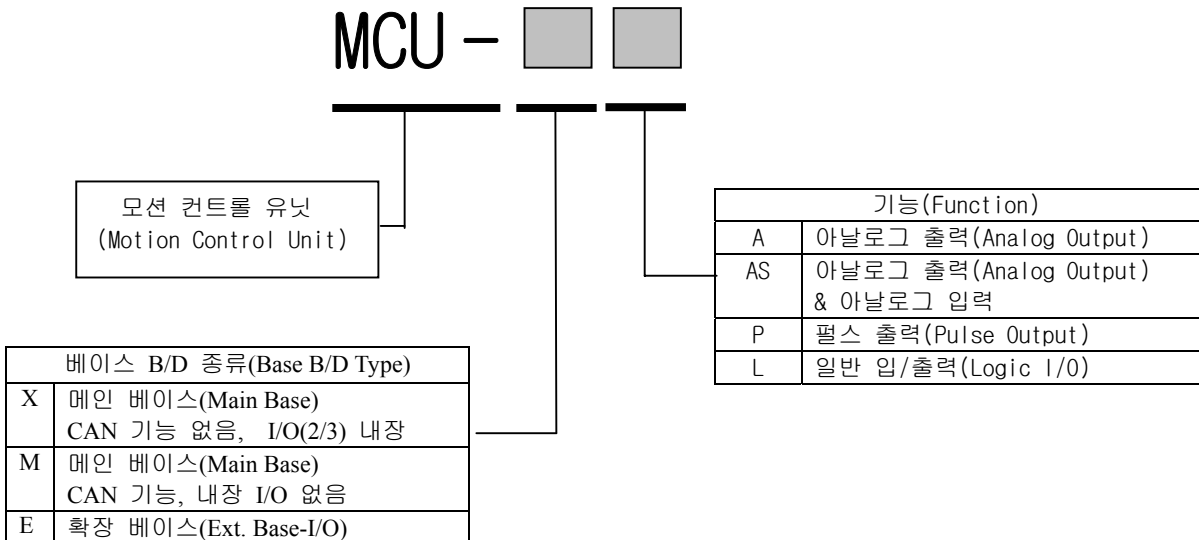 MCU -
모션 컨트롤 유닛
(Motion Control Unit)
기능(Function)
A 아날로그 출력(Analog Output)
AS 아날로그 출력(Analog Output)
& 아날로그 입력
P 펄스 출력(Pulse Output)
L 일반 입/출력(Logic I/O)
베이스 B/D 종류(Base B/D Type)
X 메인 베이스(Main Base)
CAN 기능 없음, I/O(2/3) 내장
M 메인 베이스(Main Base)
CAN 기능, 내장 I/O 없음
E 확장 베이스(Ext. Base-I/O)